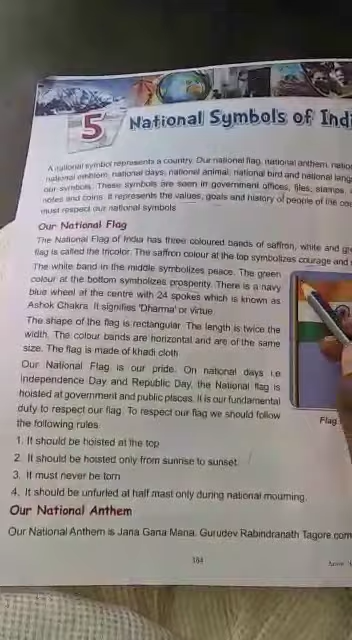 5 National Symbols of Indi
A national symbol represents a country. Our national flag, national anthem, natio
national emblem, national days, national animal, national bird and national lang
our symbols. These symbols are seen in government offices, files, stamps,
notes and coins. It represents the values, goals and history of people of the cou
must respect our national symbols.
Our National Flag
The National Flag of India has three coloured bands of saffron, white and gre
flag is called the tricolor. The saffron colour at the top symbolizes courage and
The white band in the middle symbolizes peace. The green
colour at the bottom symbolizes prosperity. There is a navy
blue wheel at the centre with 24 spokes which is known as
Ashok Chakra. It signifies 'Dharma' or virtue.
The shape of the flag is rectangular. The length is twice the
width. The colour bands are horizontal and are of the same
size. The flag is made of khadi cloth.
Our National Flag is our pride. On national days i.e
Independence Day and Republic Day, the National flag is
hoisted at government and public places. It is our fundamental
duty to respect our flag. To respect our flag we should follow
the following rules.
Flag
1. It should be hoisted at the top
2. It should be hoisted only from sunrise to sunset.
3. It must never be torn
4. It should be unfurled at half mast only during national mourning.
Our National Anthem
Our National Anthem is Jana Gana Mana. Gurudev Rabindranath Tagore com
184